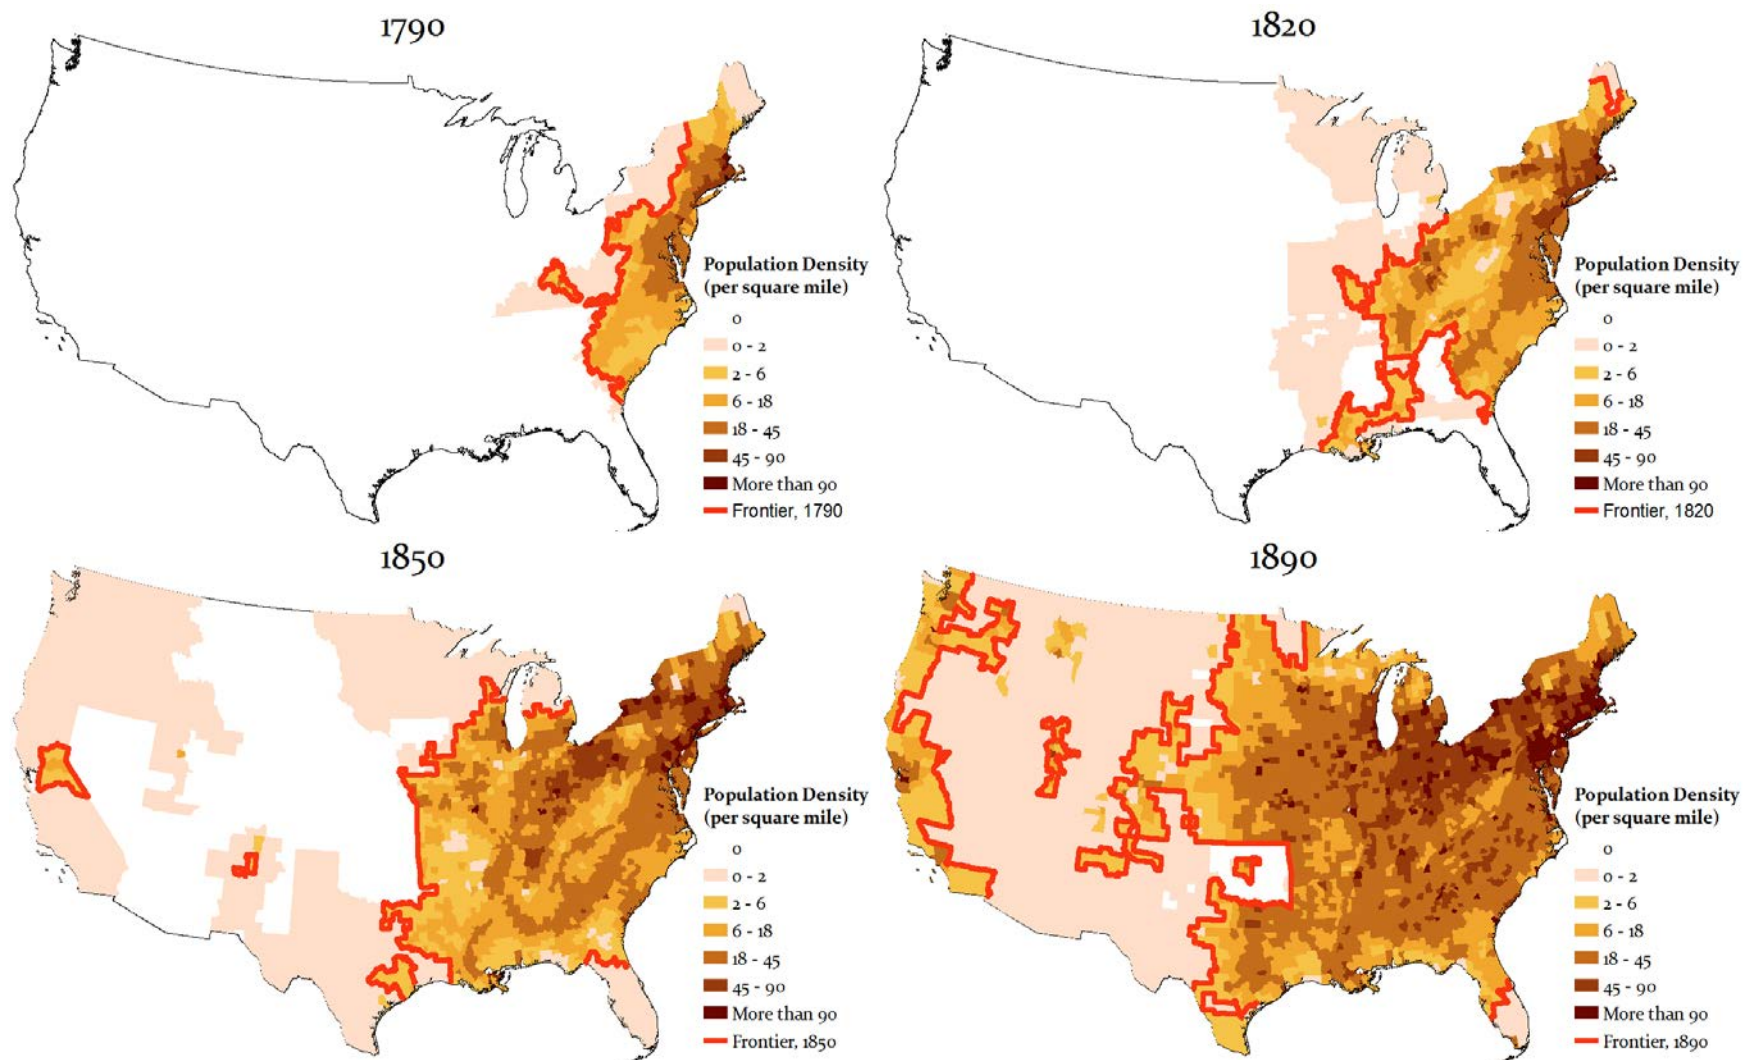 1790
Population Density
(per square mile)
0
0 - 2
2 - 6
6 - 18
18 - 45
45 - 90
More than 90
Frontier, 1790
1820
Population Density
(per square mile)
0
0 - 2
2 - 6
6 - 18
18 - 45
45 - 90
More than 90
Frontier, 1820
1850
Population Density
(per square mile)
0
0 - 2
2 - 6
6 - 18
18 - 45
45 - 90
More than 90
Frontier, 1850
1890
Population Density
(per square mile)
0
0 - 2
2 - 6
6 - 18
18 - 45
45 - 90
More than 90
Frontier, 1890